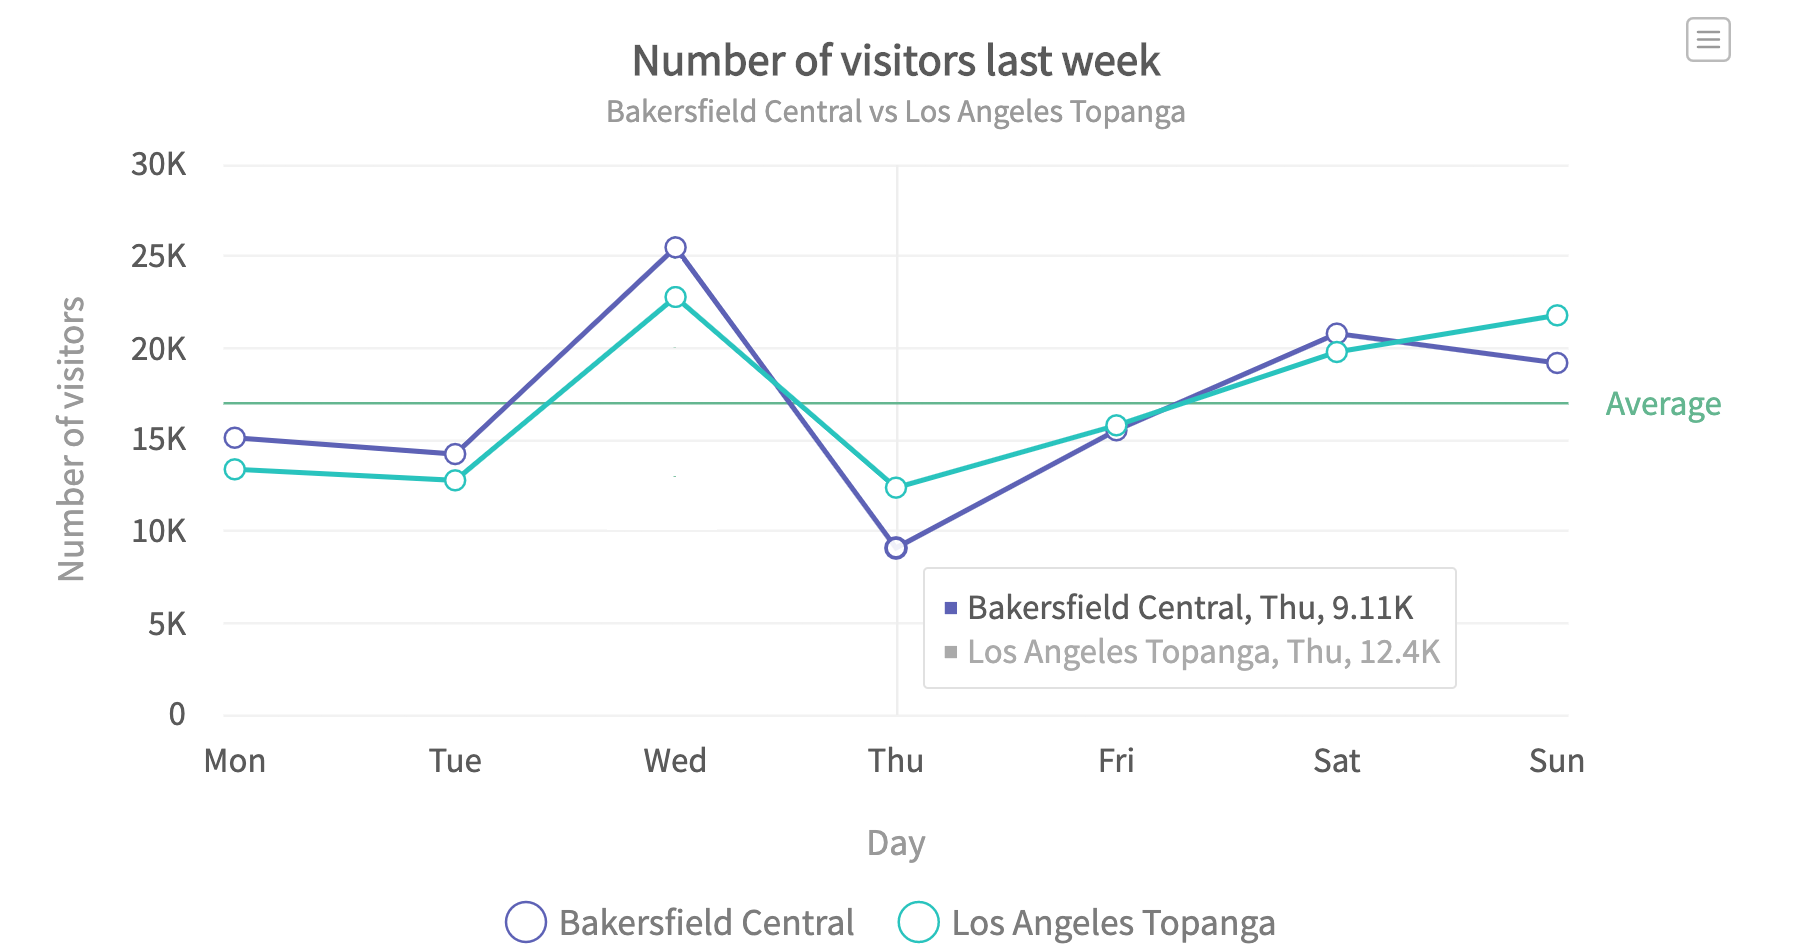 Number of visitors last week
Bakersfield Central vs Los Angeles Topanga
30K
25K
20K
15K
10K
5K
0
Number of visitors
Average
Bakersfield Central, Thu, 9.11K
Los Angeles Topanga, Thu, 12.4K
Mon Tue Wed Thu Fri Sat Sun
Day
Bakersfield Central Los Angeles Topanga